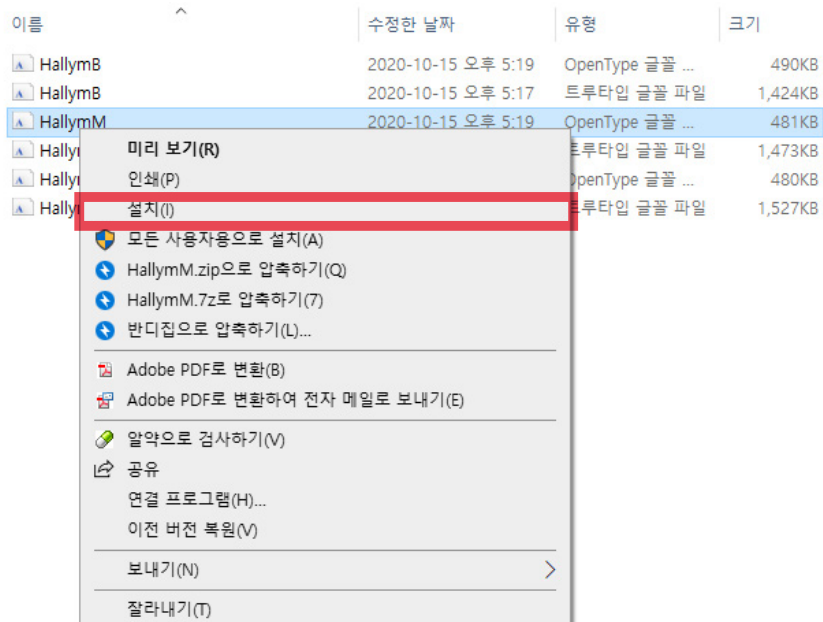 이름 수정한 날짜 유형 크기
HallymB 2020-10-15 오후 5:19 OpenType 글꼴 ... 490KB
HallymB 2020-10-15 오후 5:17 트루타입 글꼴 파일 1,424KB
HallymM 2020-10-15 오후 5:19 OpenType 글꼴 ... 481KB
트루타입 글꼴 파일 1,473KB
OpenType 글꼴 ... 480KB
트루타입 글꼴 파일 1,527KB
미리 보기(R)
인쇄(P)
설치(I)
모든 사용자용으로 설치(A)
HallymM.zip으로 압축하기(Q)
HallymM.7z로 압축하기(7)
반디집으로 압축하기(L)...
Adobe PDF로 변환(B)
Adobe PDF로 변환하여 전자 메일로 보내기(E)
알약으로 검사하기(V)
공유
연결 프로그램(H)...
이전 버전 복원(V)
보내기(N)
잘라내기(T)